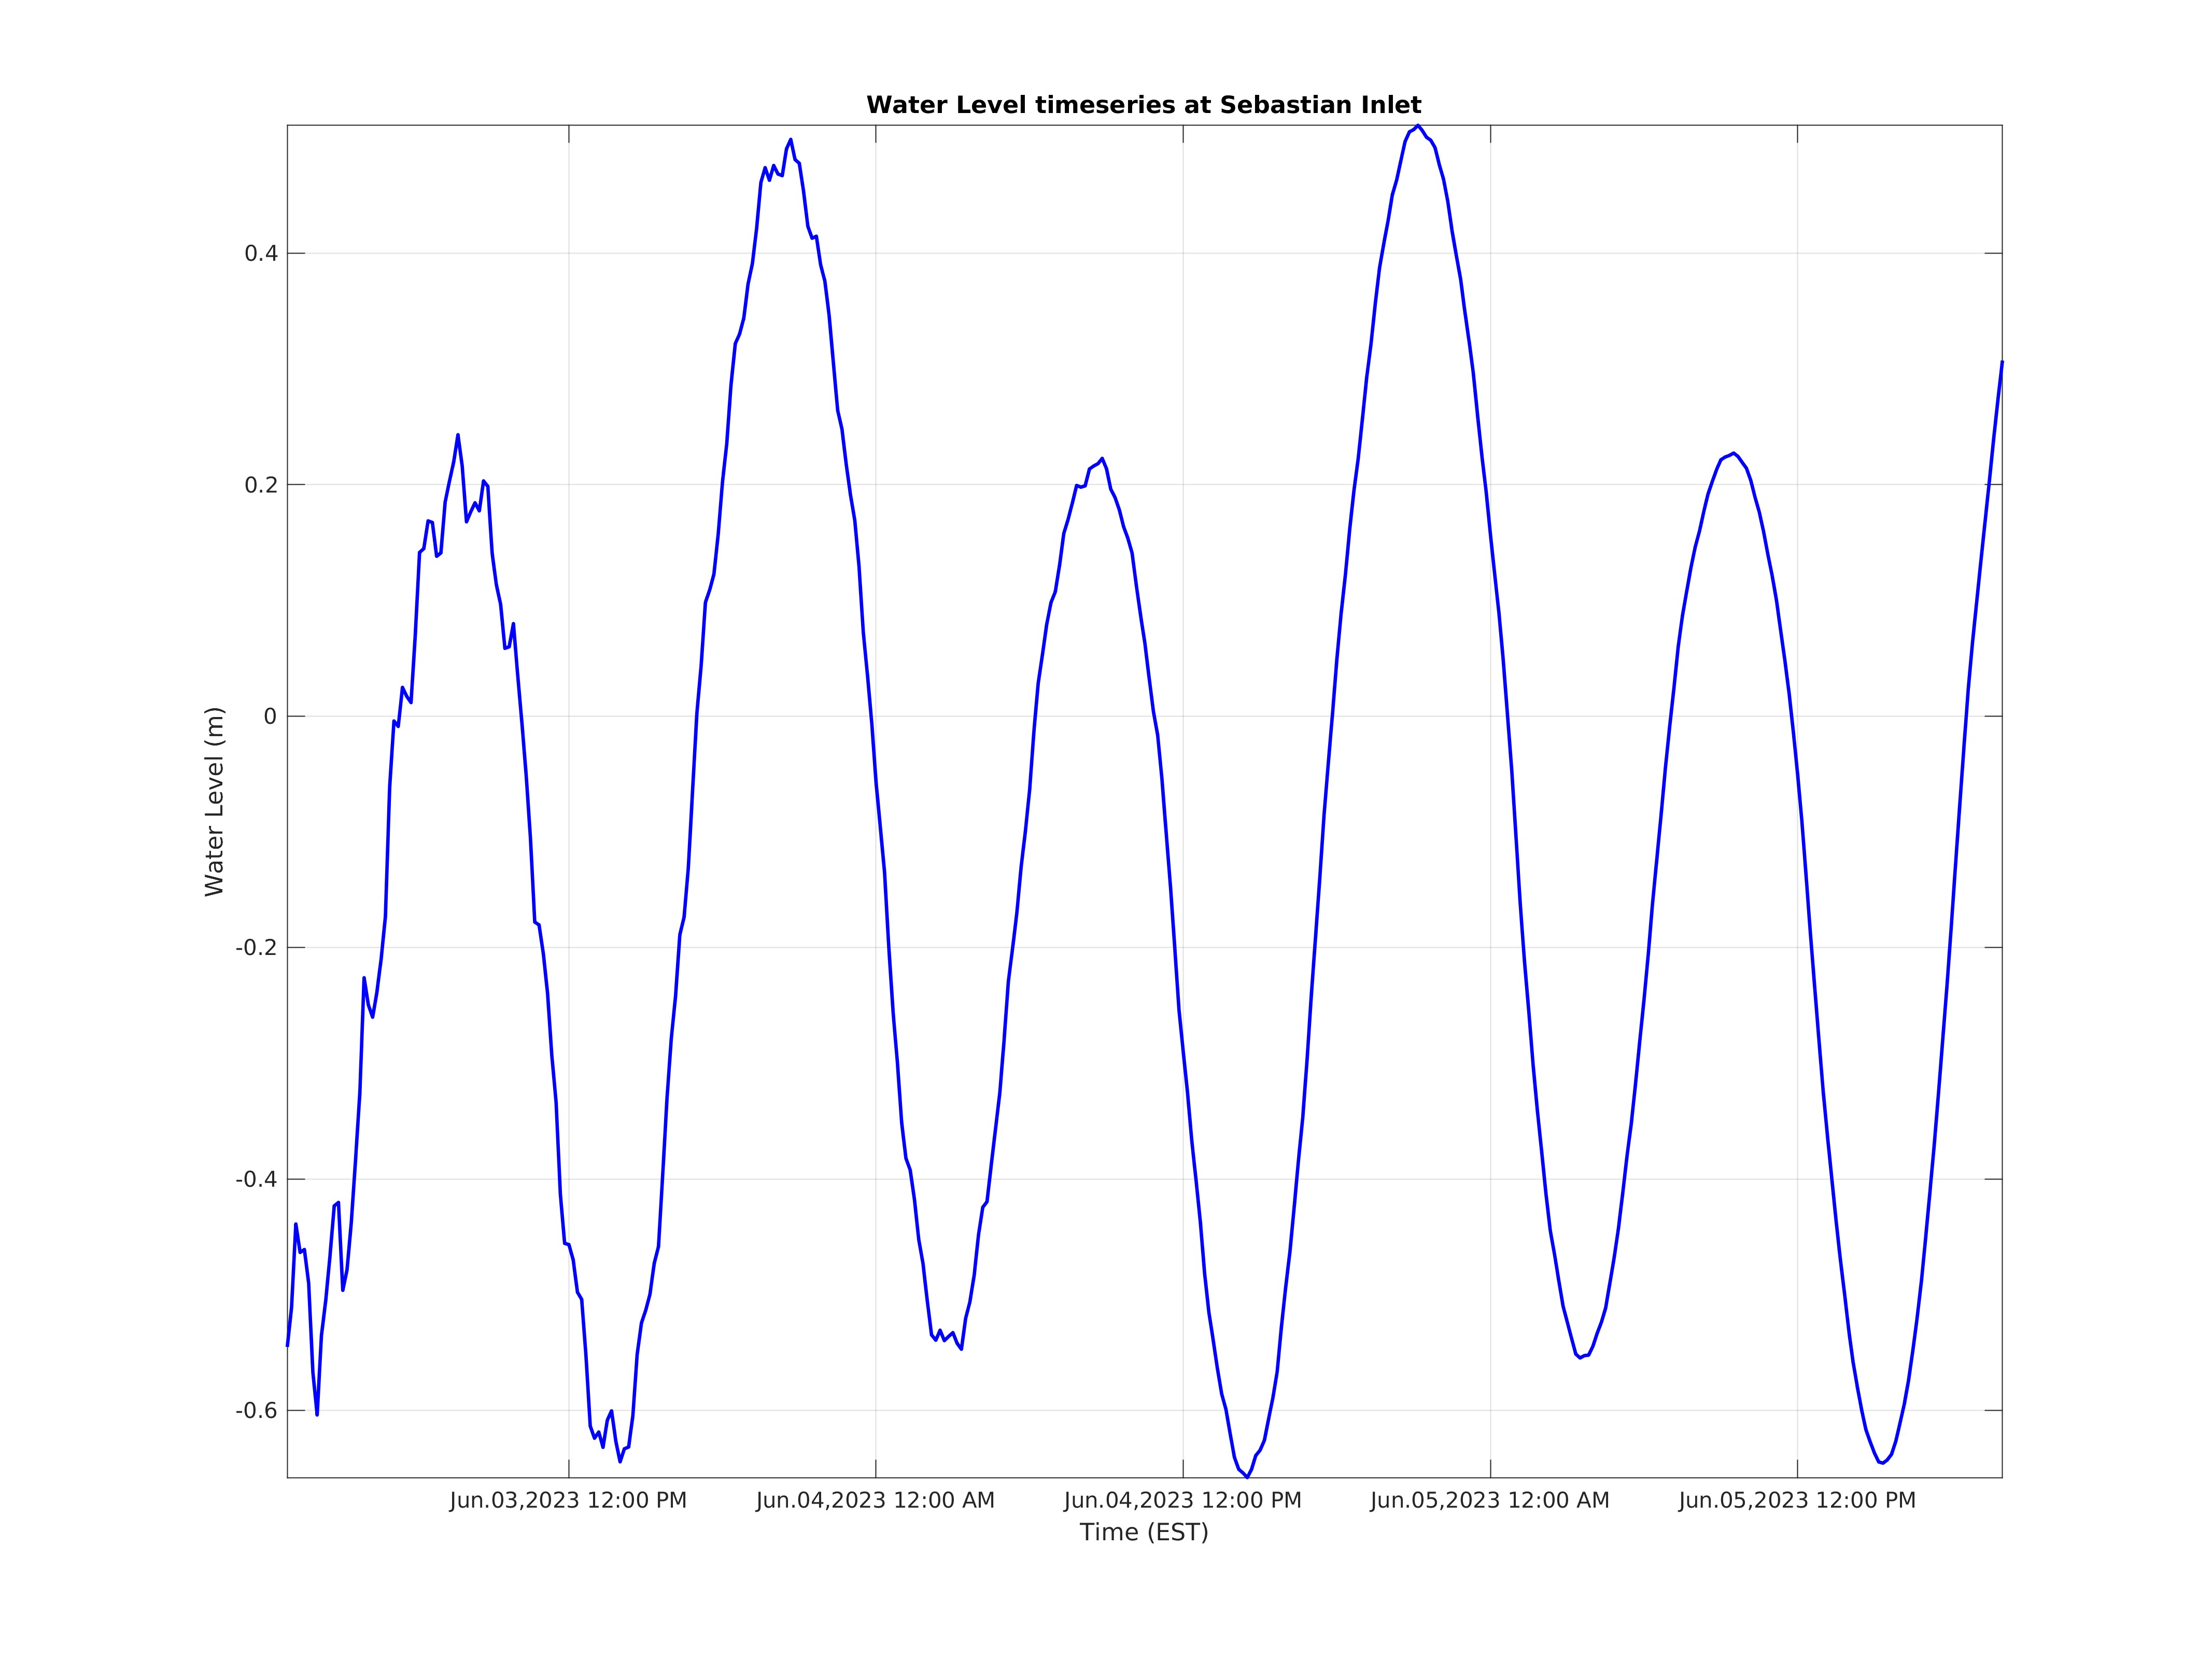 Water Level timeseries at Sebastian Inlet
0.4
0.2
0
-0.2
-0.4
-0.6
Water Level (m)
Jun.03,2023 12:00 PM
Jun.04,2023 12:00 AM
Jun.04,2023 12:00 PM
Jun.05,2023 12:00 AM
Jun.05,2023 12:00 PM
Time (EST)